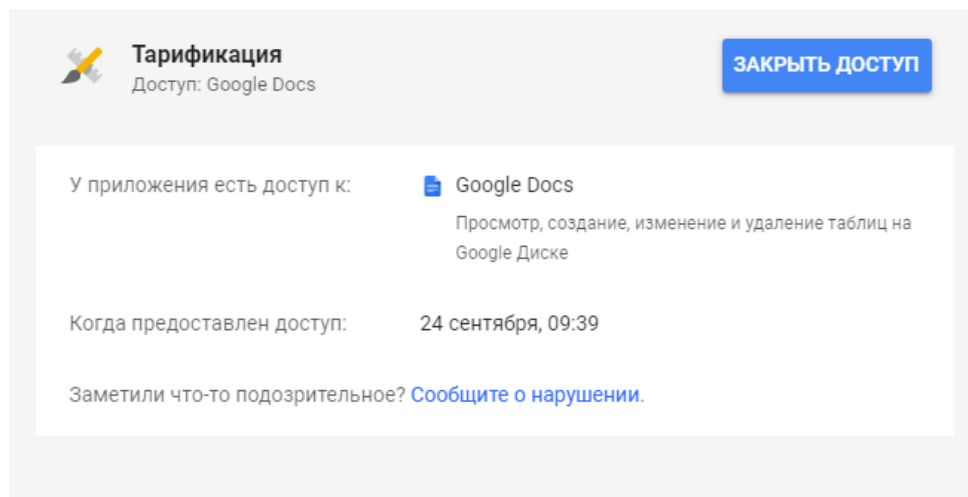 Тарификация
Доступ: Google Docs
ЗАКРЫТЬ ДОСТУП
У приложения есть доступ к:
Google Docs
Просмотр, создание, изменение и удаление таблиц на
Google Диске
Когда предоставлен доступ:
24 сентября, 09:39
Заметили что-то подозрительное? Сообщите о нарушении.